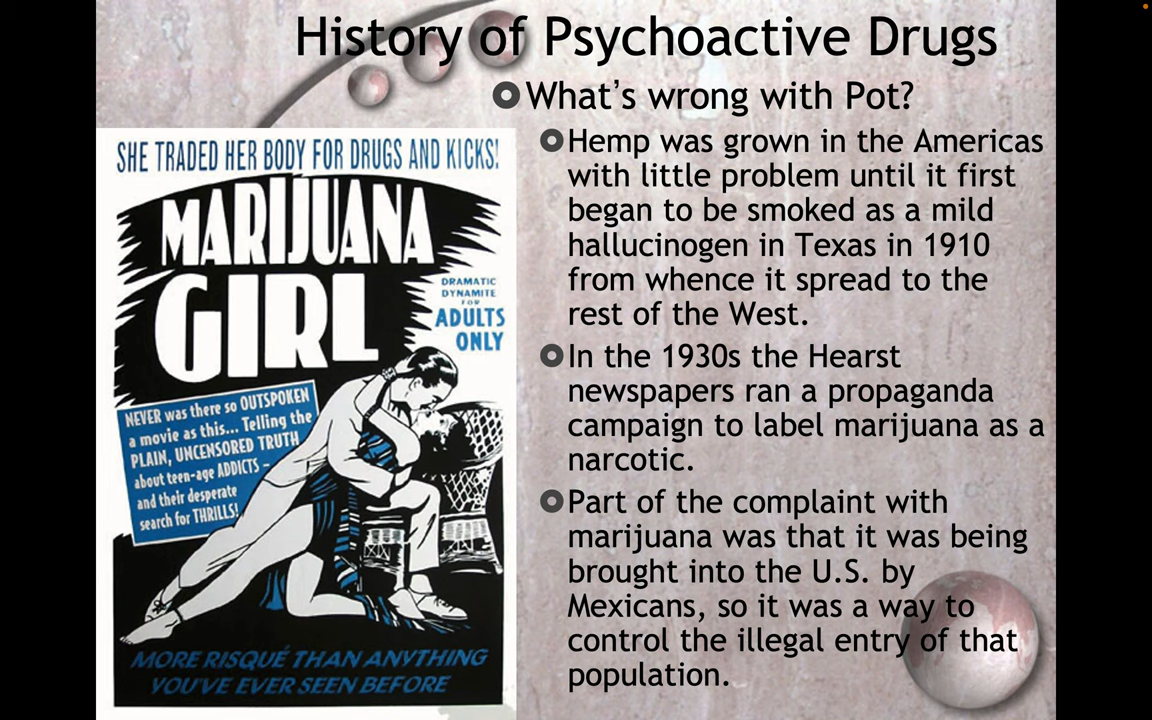 History of Psychoactive Drugs
What's wrong with Pot?
Hemp was grown in the Americas
with little problem until it first
began to be smoked as a mild
hallucinogen in Texas in 1910
from whence it spread to the
rest of the West.
In the 1930s the Hearst
newspapers ran a propaganda
campaign to label marijuana as a
narcotic.
Part of the complaint with
marijuana was that it was being
brought into the U.S. by
Mexicans, so it was a way to
control the illegal entry of that
population.
SHE TRADED HER BODY FOR DRUGS AND KICKS!
MARIJUANA
GIRL
DRAMATIC
DYNAMITE
FOR
ADULTS
ONLY
NEVER was there so OUTSPOKEN
a movie as this... Telling the
PLAIN, UNCENSORED TRUTH
about teen-age ADDICTS –
and their desperate
search for THRILLS!
MORE RISQUÉ THAN ANYTHING
YOU'VE EVER SEEN BEFORE